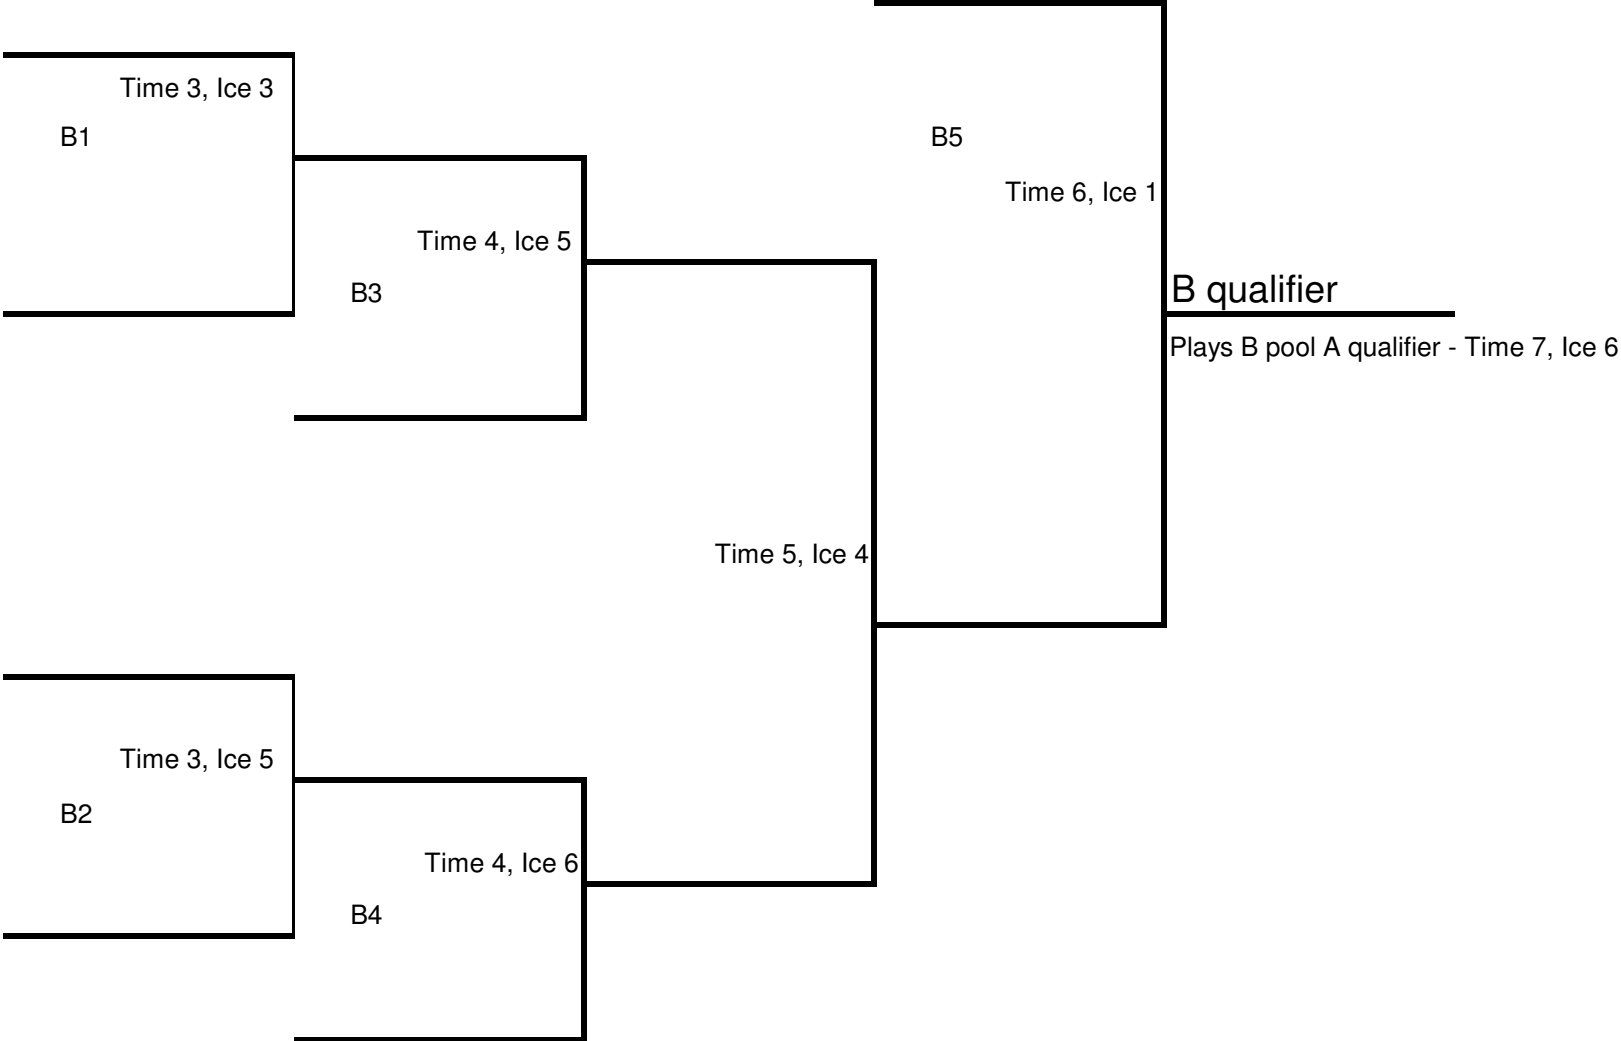 Time 3, Ice 3
B1
B5
Time 6, Ice 1
Time 4, Ice 5
B3
B qualifier
Plays B pool A qualifier - Time 7, Ice 6
Time 5, Ice 4
Time 3, Ice 5
B2
Time 4, Ice 6
B4